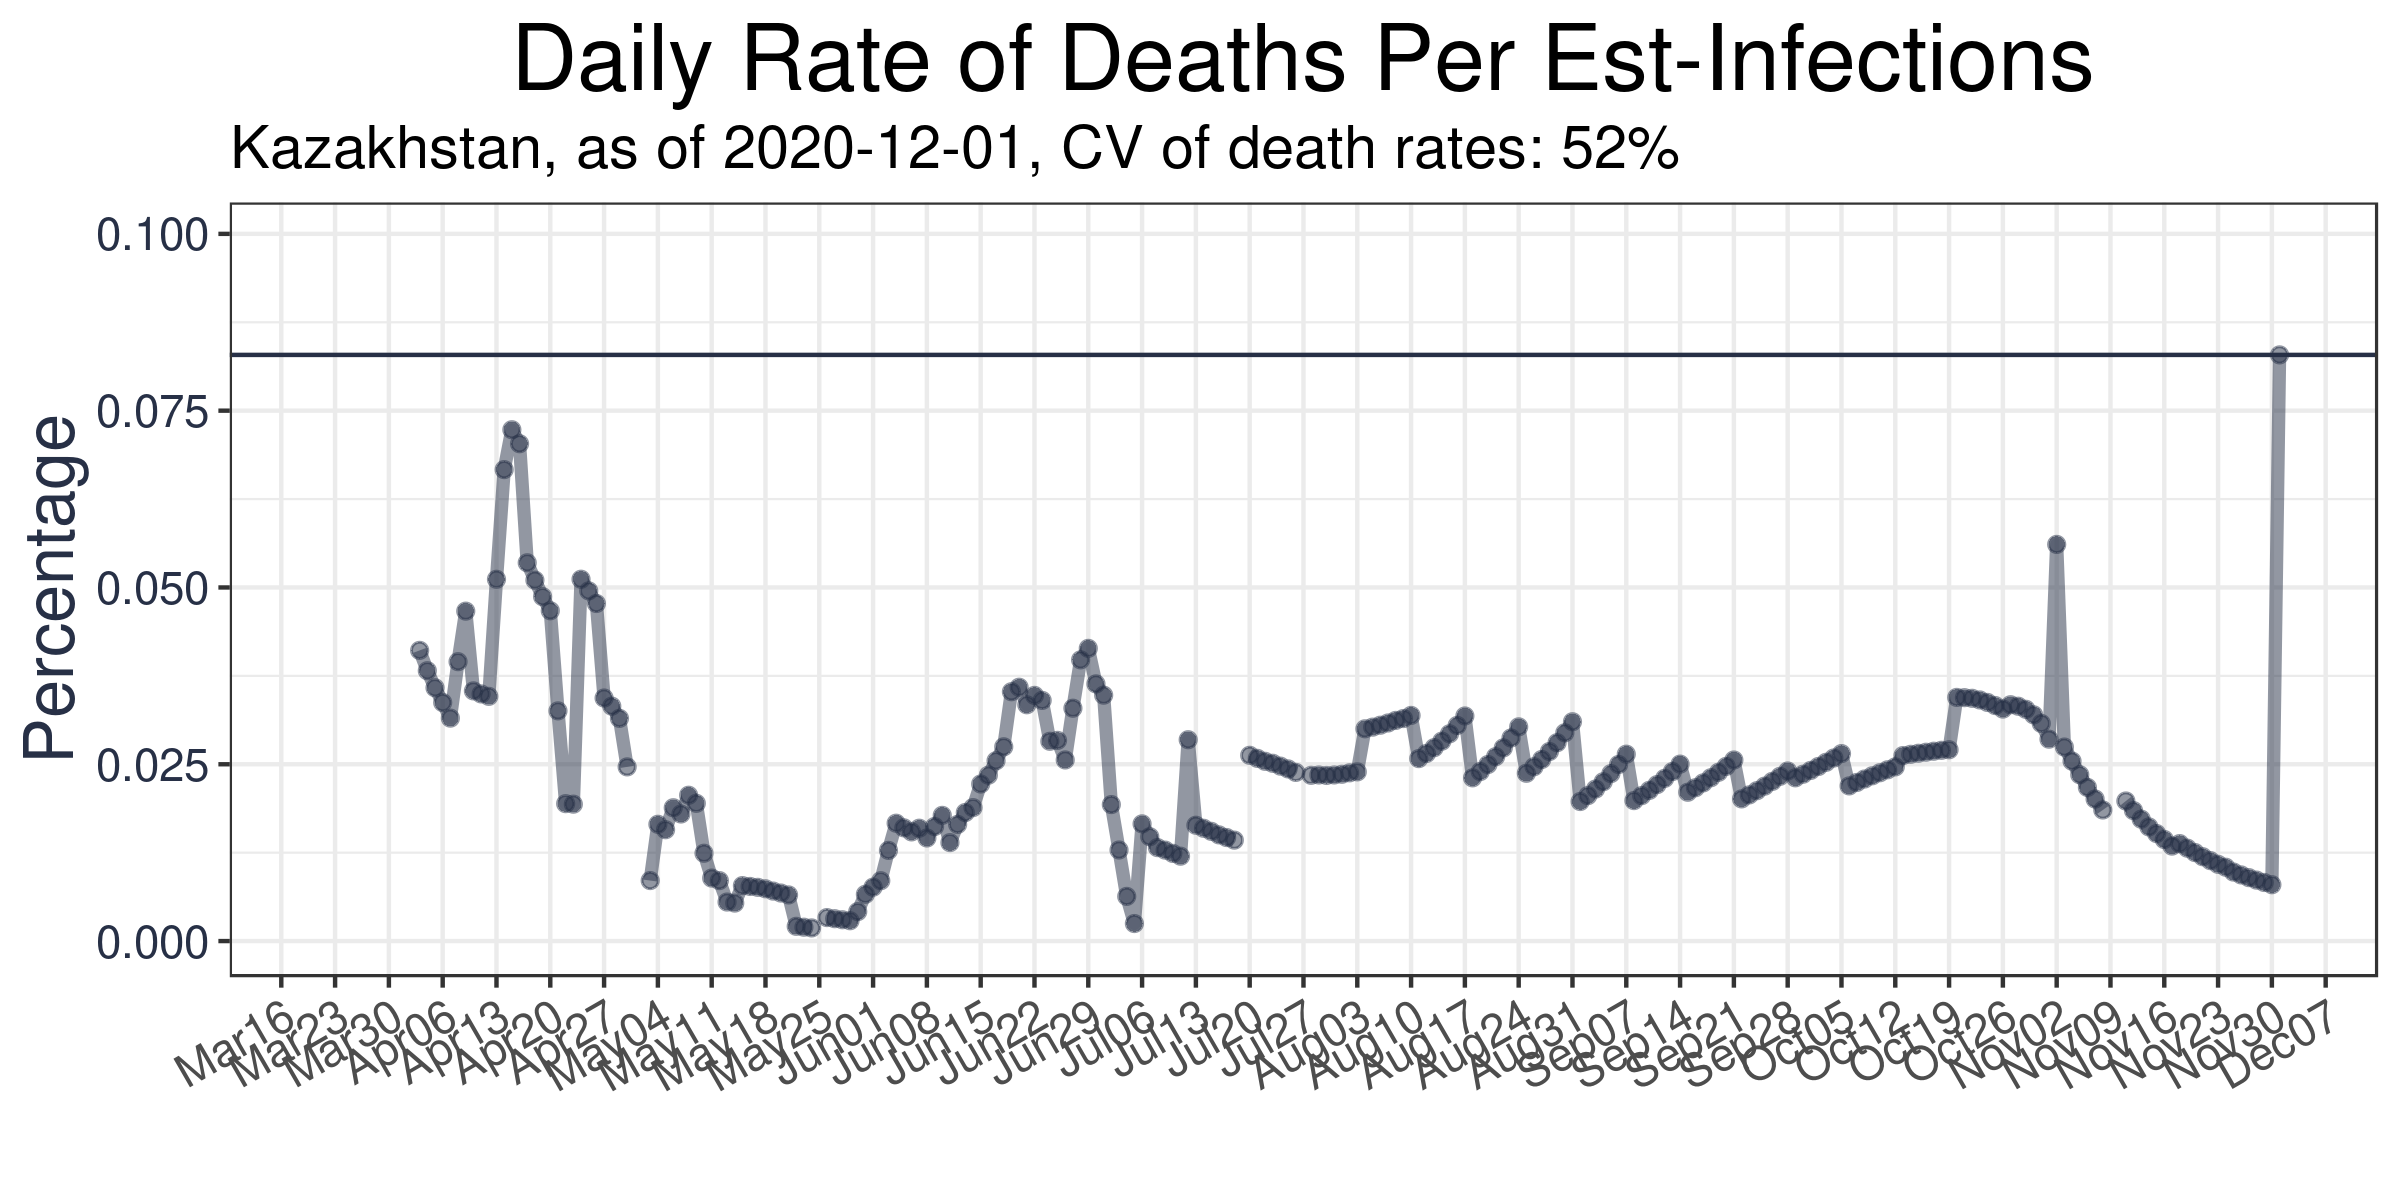 Daily Rate of Deaths Per Est-Infections
Kazakhstan, as of 2020-12-01, CV of death rates: 52%
Percentage
0.100
0.075
0.050
0.025
0.000
Mar16
Mar23
Mar30
Apr06
Apr13
Apr20
Apr27
May04
May11
May18
May25
Jun01
Jun08
Jun15
Jun22
Jun29
Jul06
Jul13
Jul20
Jul27
Aug03
Aug10
Aug17
Aug24
Aug31
Sep07
Sep14
Sep21
Sep28
Oct05
Oct12
Oct19
Oct26
Nov02
Nov09
Nov16
Nov23
Nov30
Dec07